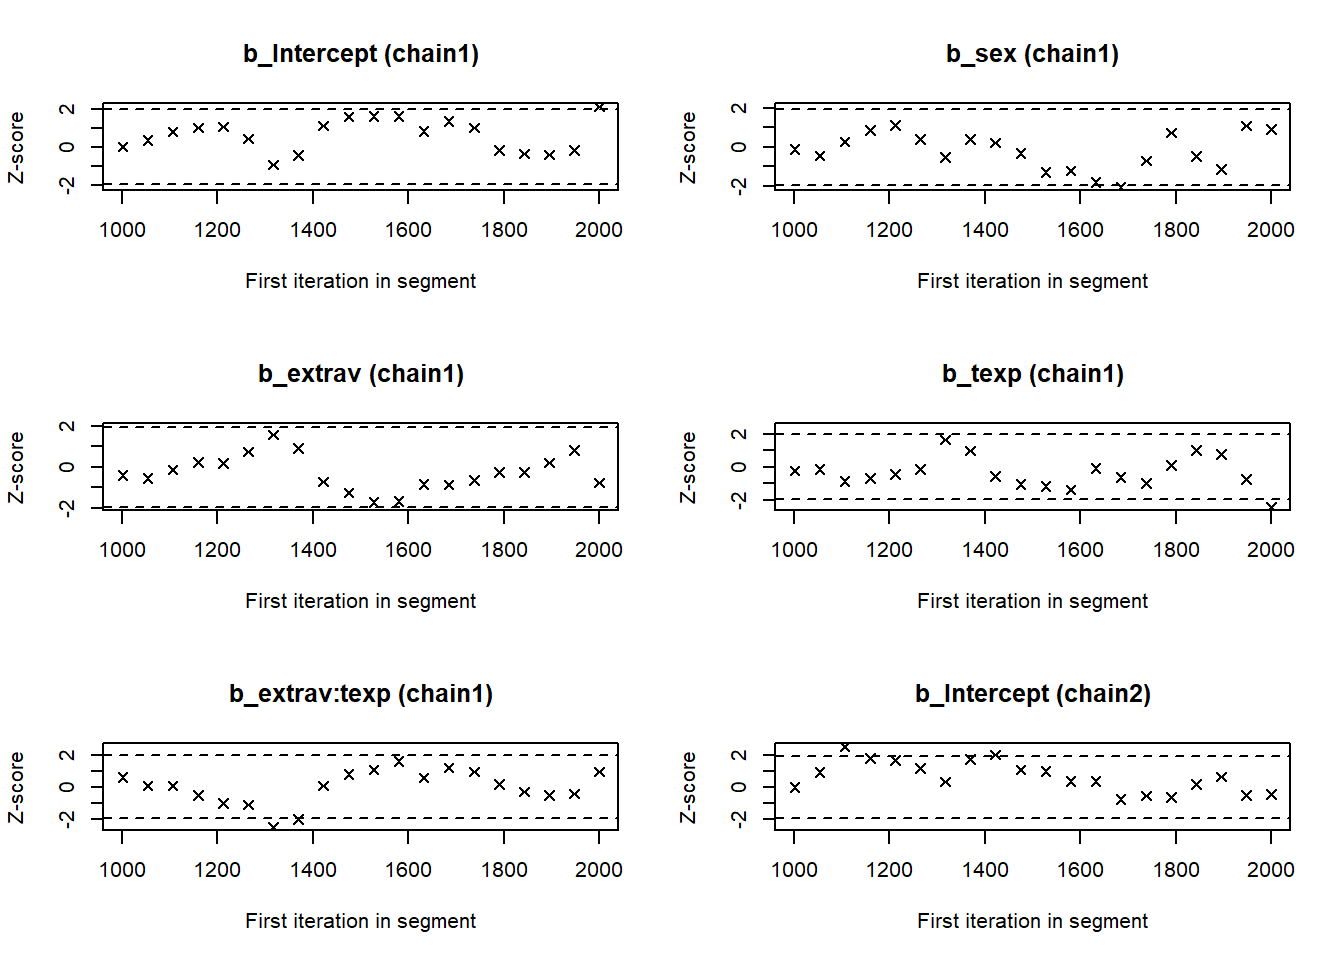 b_Intercept (chain1)
Z-score
2
0
-2
1000 1200 1400 1600 1800 2000
First iteration in segment
b_sex (chain1)
Z-score
2
0
-2
1000 1200 1400 1600 1800 2000
First iteration in segment
b_extrav (chain1)
Z-score
2
0
-2
1000 1200 1400 1600 1800 2000
First iteration in segment
b_texp (chain1)
Z-score
2
0
-2
1000 1200 1400 1600 1800 2000
First iteration in segment
b_extrav:texp (chain1)
Z-score
2
0
-2
1000 1200 1400 1600 1800 2000
First iteration in segment
b_Intercept (chain2)
Z-score
2
0
-2
1000 1200 1400 1600 1800 2000
First iteration in segment